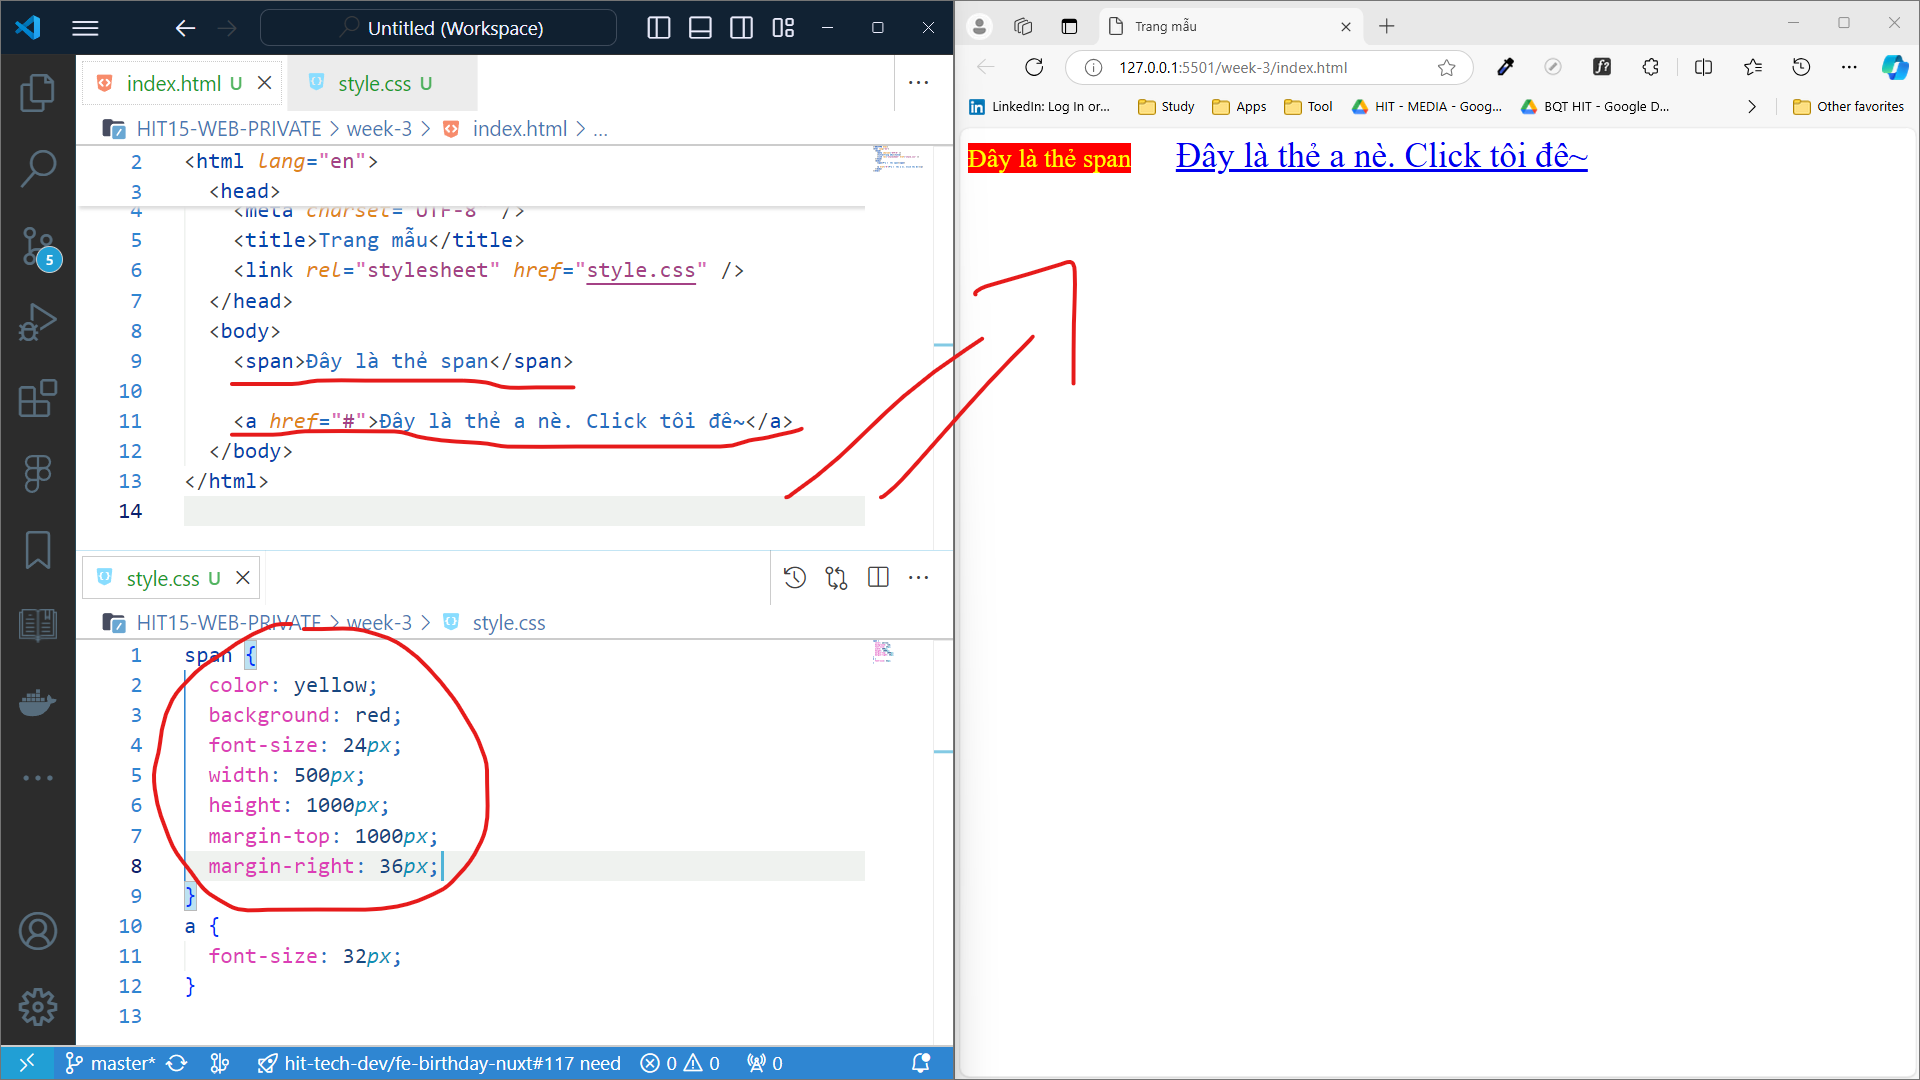 Untitled (Workspace)
index.html U
style.css U
HIT15-WEB-PRIVATE > week-3 > index.html > ...
2 <html lang="en">
3 <head>
4 <meta charset="UTF-8" />
5 <title>Trang mẫu</title>
6 <link rel="stylesheet" href="style.css" />
7 </head>
8 <body>
9 <span>Đây là thẻ span</span>
10
11 <a href="#">Đây là thẻ a nè. Click tôi đê~</a>
12 </body>
13 </html>
14
style.css U
HIT15-WEB-PRIVATE > week-3 > style.css
1 span {
2 color: yellow;
3 background: red;
4 font-size: 24px;
5 width: 500px;
6 height: 1000px;
7 margin-top: 1000px;
8 margin-right: 36px;
9 }
10 a {
11 font-size: 32px;
12 }
13
5
master* hit-tech-dev/fe-birthday-nuxt#117 need 0 0 0
Trang mẫu
127.0.0.1:5501/week-3/index.html
f?
LinkedIn: Log In or... Study Apps Tool HIT - MEDIA - Goog... BQT HIT - Google D... Other favorites
Đây là thẻ span Đây là thẻ a nè. Click tôi đê~